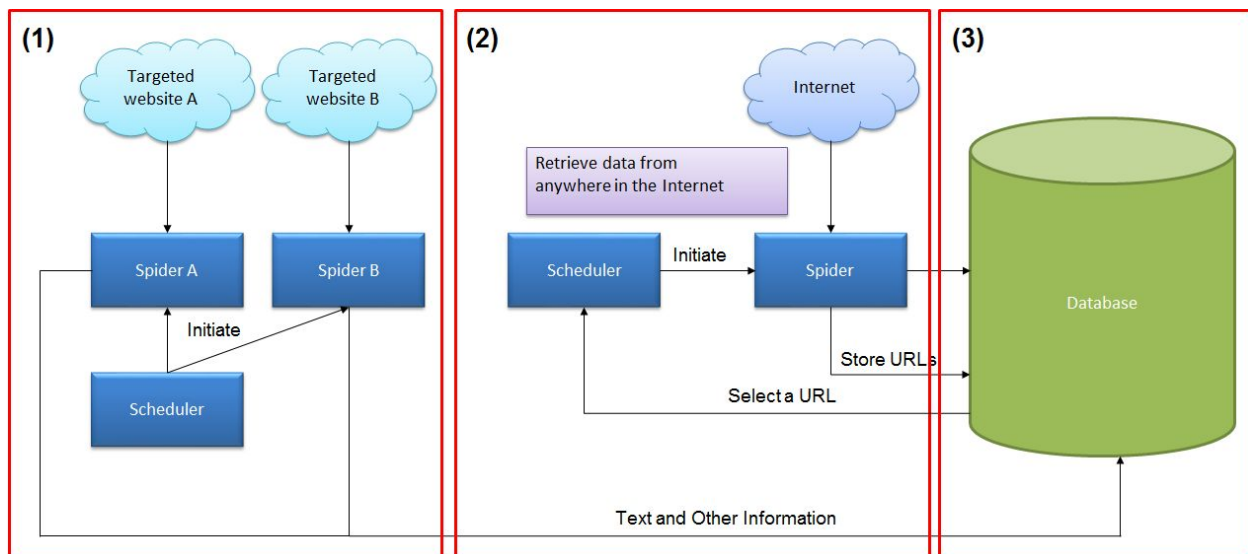 (1)
Targeted
website A
Targeted
website B
Spider A
Spider B
Initiate
Scheduler
(2)
Internet
Retrieve data from
anywhere in the Internet
Scheduler
Initiate
Spider
Store URLs
Select a URL
Text and Other Information
(3)
Database